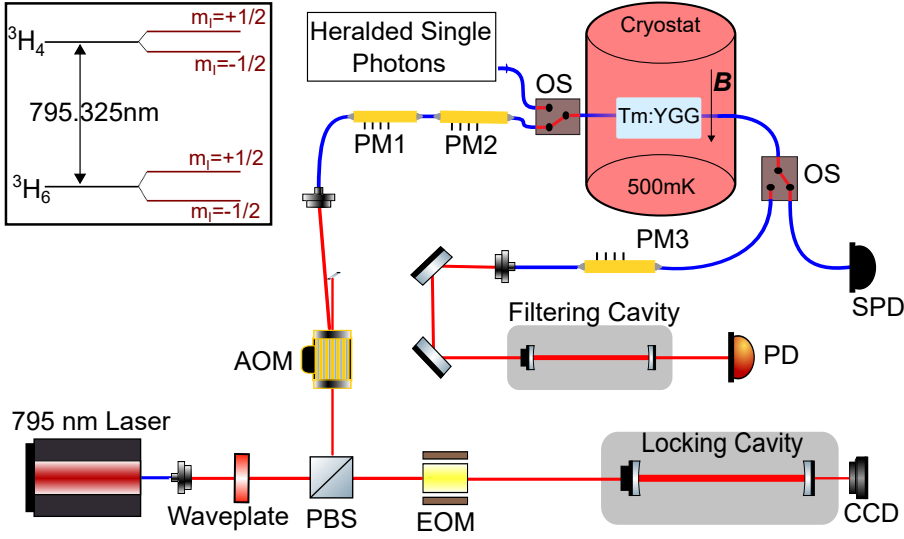 ³H₄
m_I=+1/2
m_I=-1/2
795.325nm
³H₆
m_I=+1/2
m_I=-1/2
Heralded Single
Photons
OS
PM1
PM2
Cryostat
B
Tm:YGG
500mK
OS
PM3
SPD
Filtering Cavity
PD
AOM
795 nm Laser
Waveplate
PBS
EOM
Locking Cavity
CCD